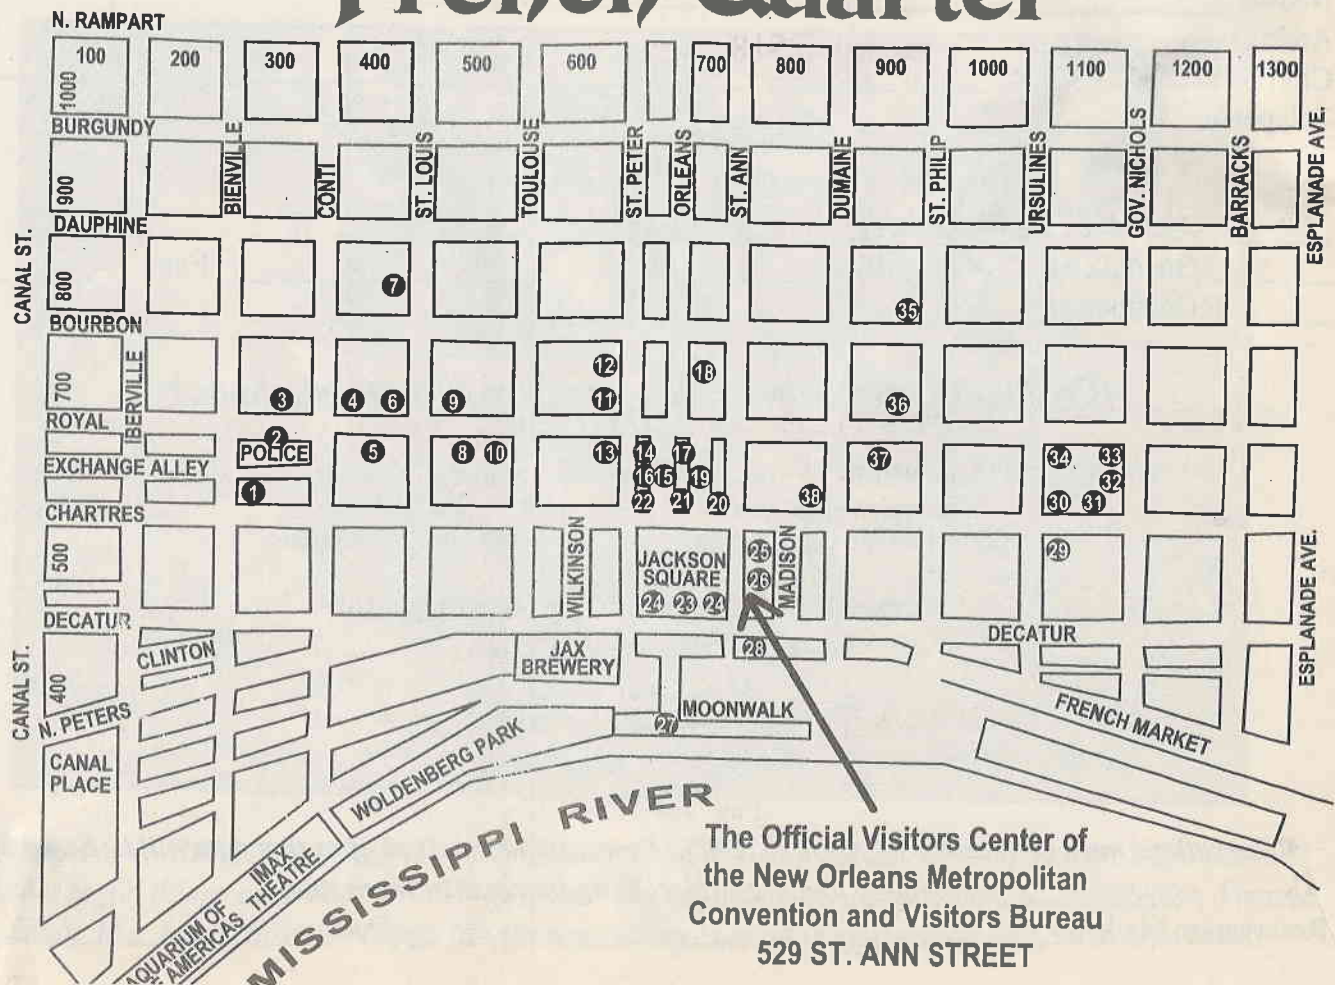 French Quarter
N. RAMPART
100 200 300 400 500 600 700 800 900 1000 1100 1200 1300
1000
BURGUNDY
BIENVILLE
CONTI
ST. LOUIS
TOULOUSE
ST. PETER
ORLEANS
ST. ANN
DUMAINE
ST. PHILIP
URSULINES
GOV. NICHOLS
BARRACKS
ESPLANADE AVE.
900
DAUPHINE
CANAL ST.
800
7
35
BOURBON
IBERVILLE
700
12
18
3
4
6
9
11
36
ROYAL
2
POLICE
5
8
10
13
14
17
37
34
33
EXCHANGE ALLEY
16
15
19
32
1
22
21
20
38
30
31
CHARTRES
500
WILKINSON
JACKSON
SQUARE
24 23 24
25
26
MADISON
29
ESPLANADE AVE.
DECATUR
CLINTON
JAX
BREWERY
28
DECATUR
CANAL ST.
400
N. PETERS
MOONWALK
27
FRENCH MARKET
CANAL
PLACE
WOLDENBERG PARK
MISSISSIPPI RIVER
IMAX
THEATRE
AQUARIUM OF
AMERICAS
The Official Visitors Center of
the New Orleans Metropolitan
Convention and Visitors Bureau
529 ST. ANN STREET